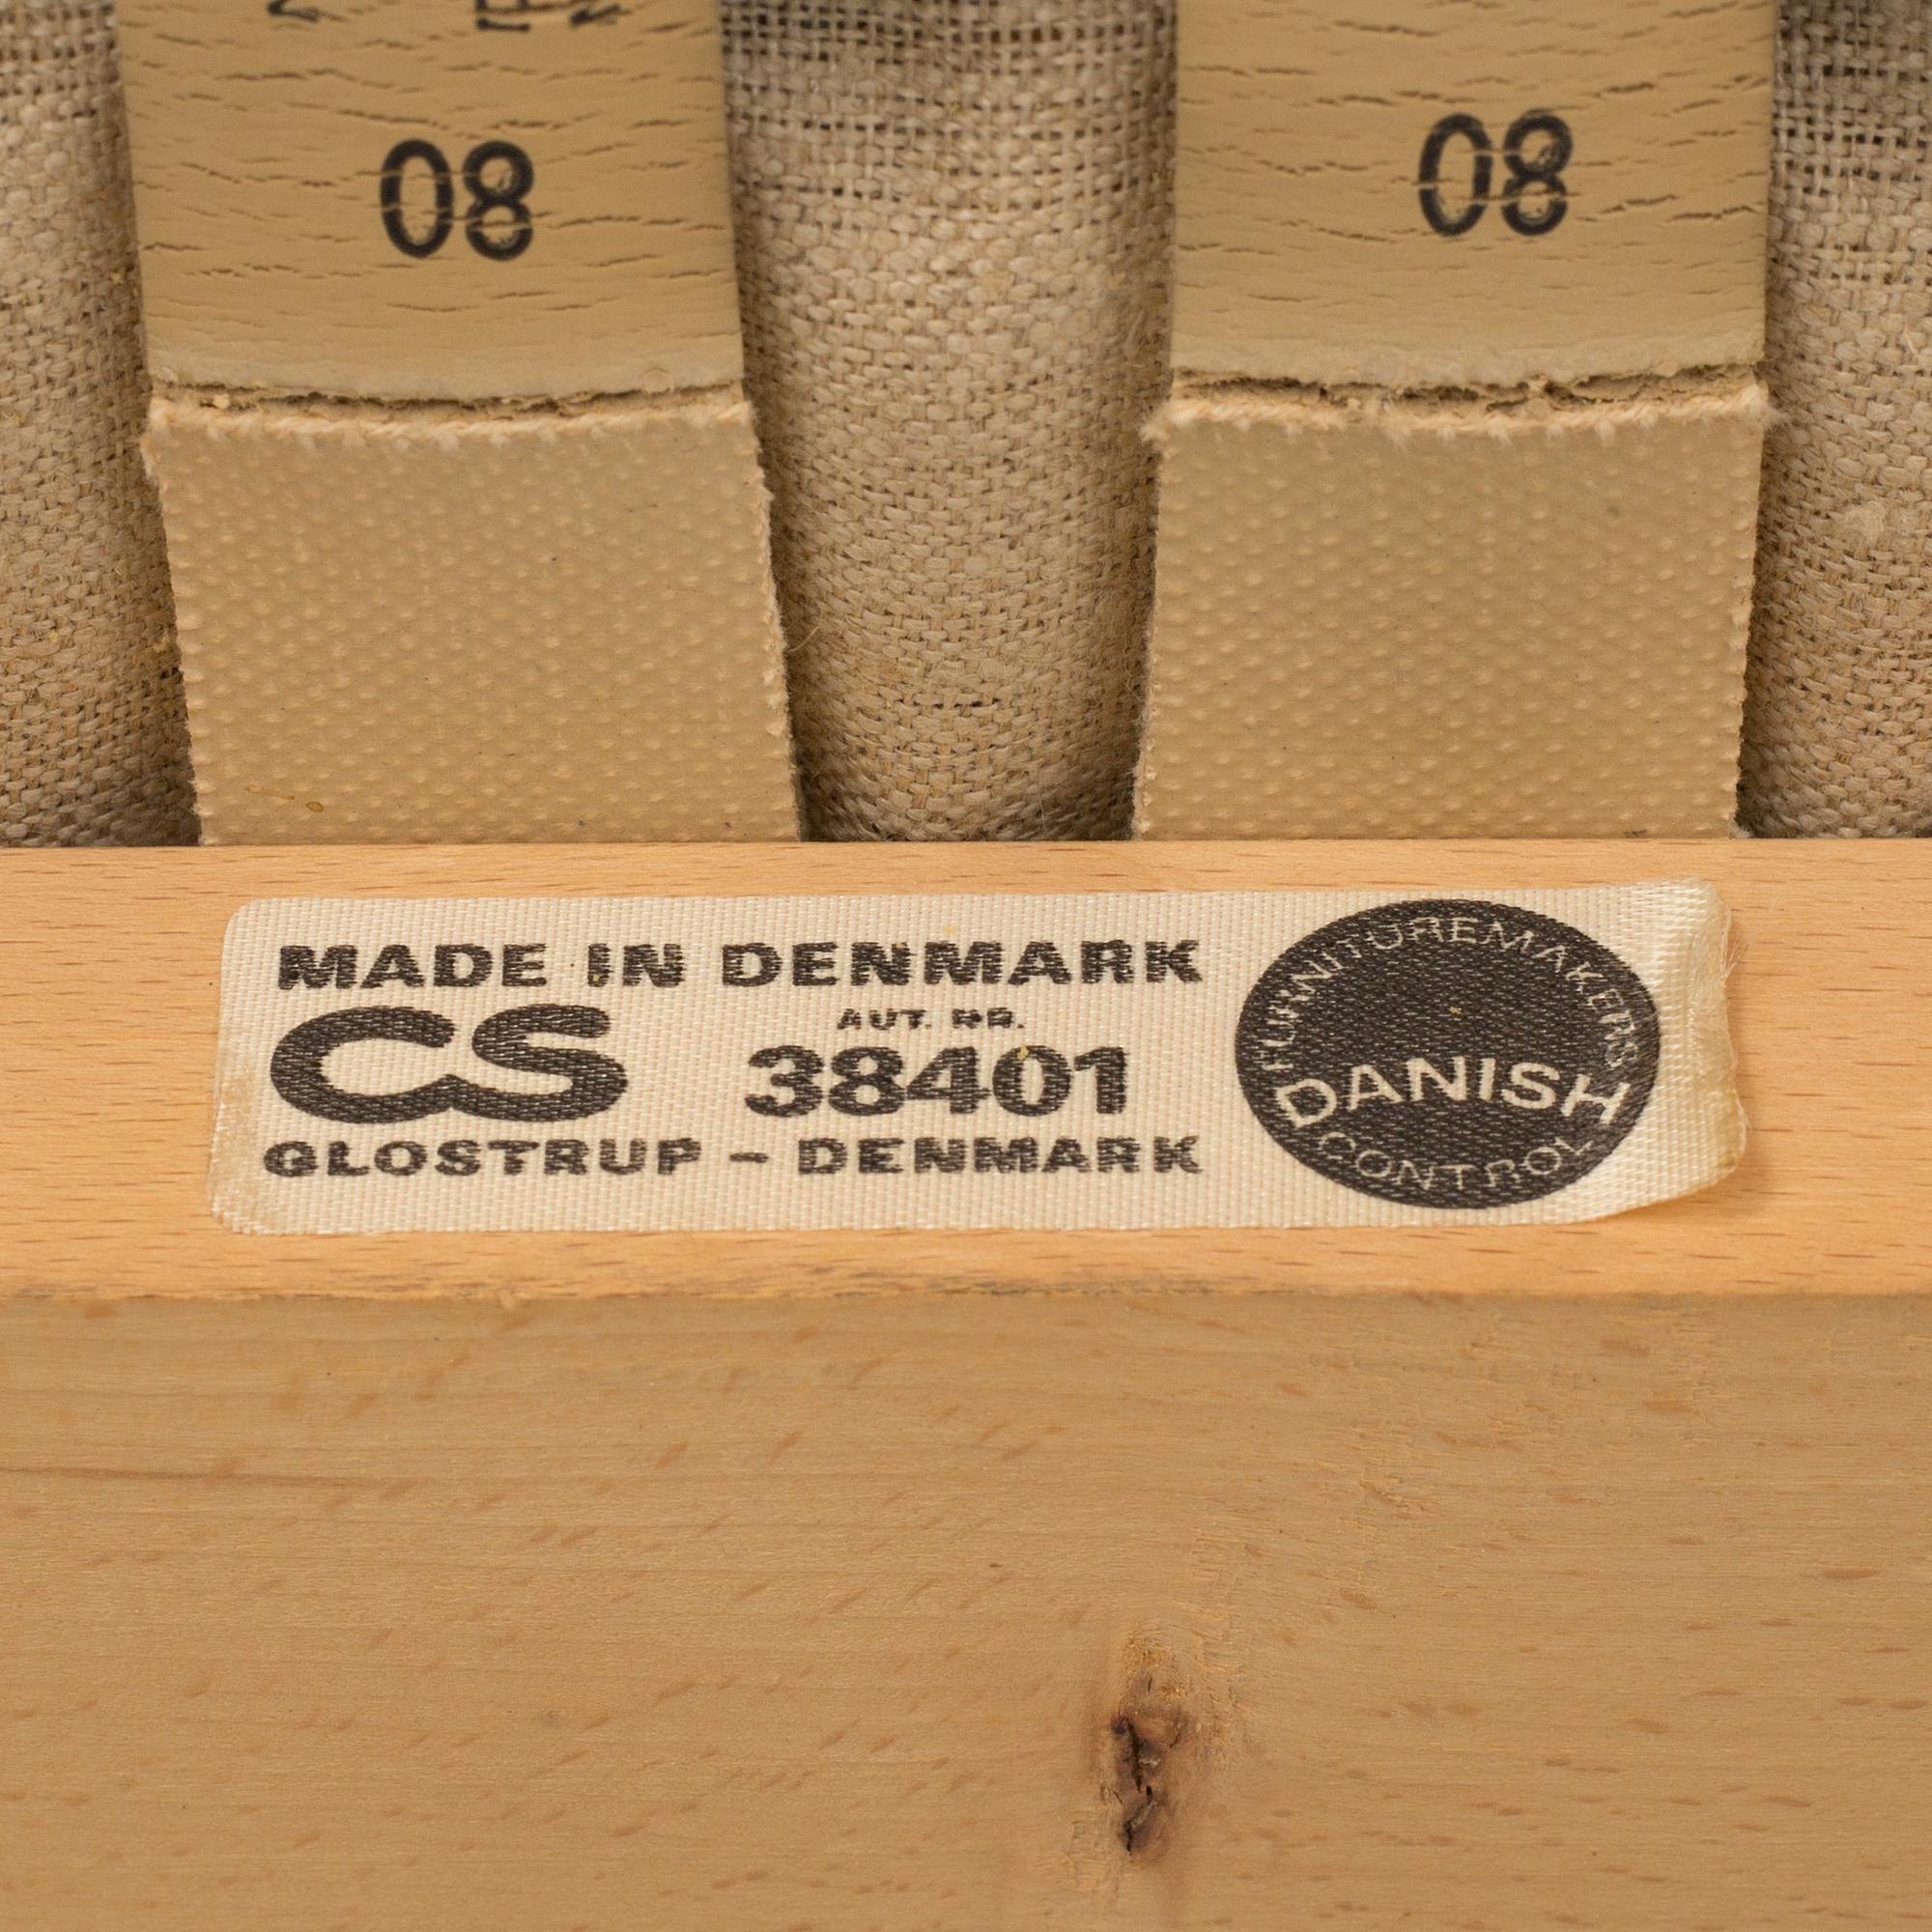 08
08
MADE IN DENMARK
CS
AUT. NR.
38401
GLOSTRUP - DENMARK
FURNITUREMAKERS
DANISH
CONTROL